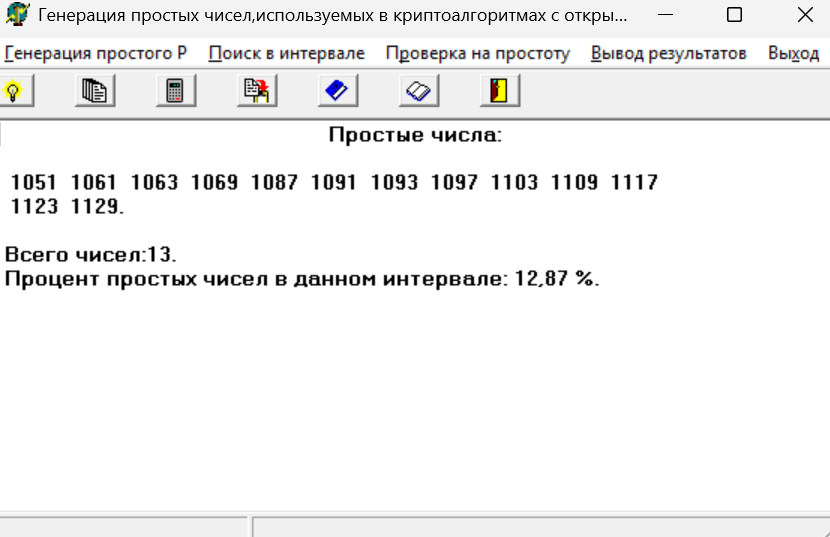 Генерация простых чисел,используемых в криптоалгоритмах с откры...
Генерация простого P Поиск в интервале Проверка на простоту Вывод результатов Выход
Простые числа:
1051 1061 1063 1069 1087 1091 1093 1097 1103 1109 1117
1123 1129.
Всего чисел:13.
Процент простых чисел в данном интервале: 12,87 %.